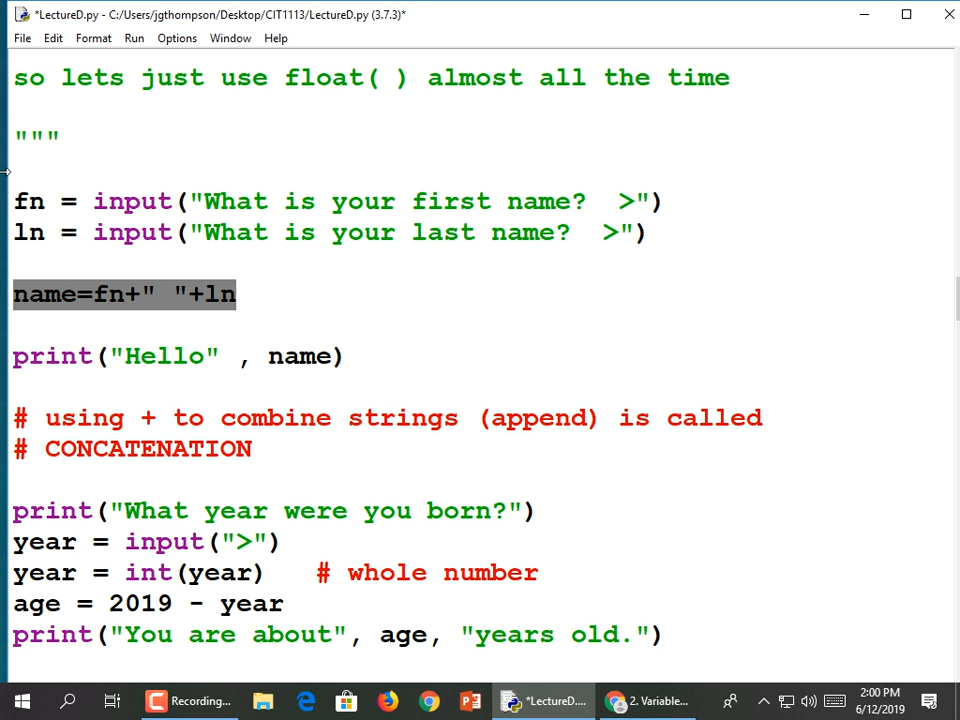 *LectureD.py - C:/Users/jgthompson/Desktop/CIT1113/LectureD.py (3.7.3)*
File Edit Format Run Options Window Help
so lets just use float( ) almost all the time
"""
fn = input("What is your first name?  >")
ln = input("What is your last name?  >")
name=fn+" "+ln
print("Hello" , name)
# using + to combine strings (append) is called
# CONCATENATION
print("What year were you born?")
year = input(">")
year = int(year)   # whole number
age = 2019 - year
print("You are about", age, "years old.")
Recording... *LectureD.... 2. Variable... 2:00 PM
6/12/2019